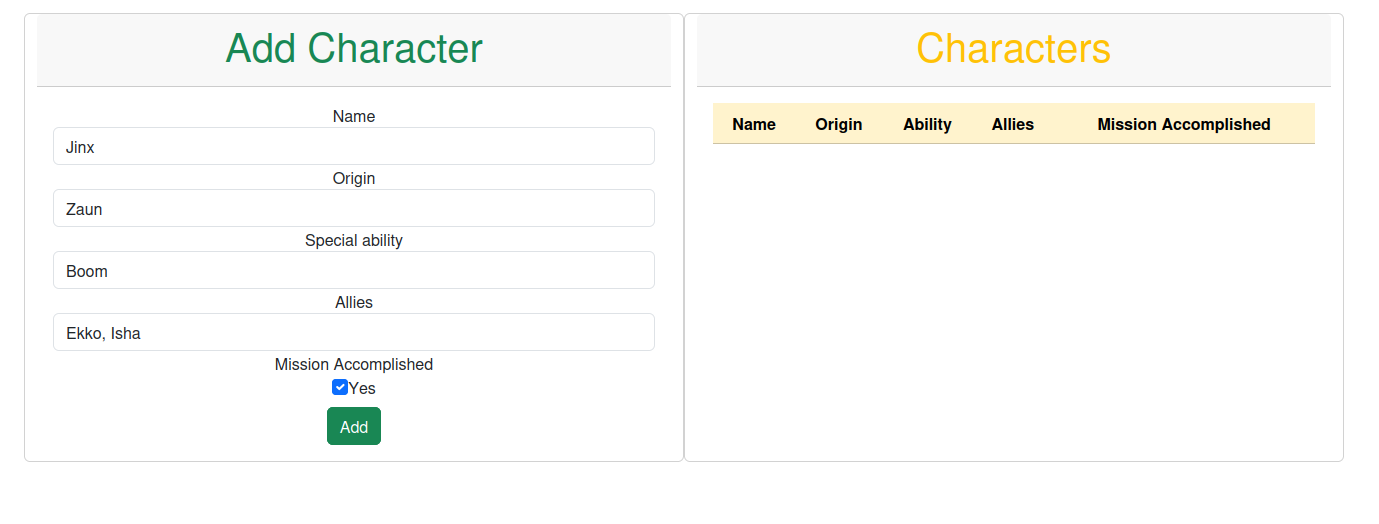 Add Character
Name
Jinx
Origin
Zaun
Special ability
Boom
Allies
Ekko, Isha
Mission Accomplished
Yes
Add
Characters
Name Origin Ability Allies Mission Accomplished